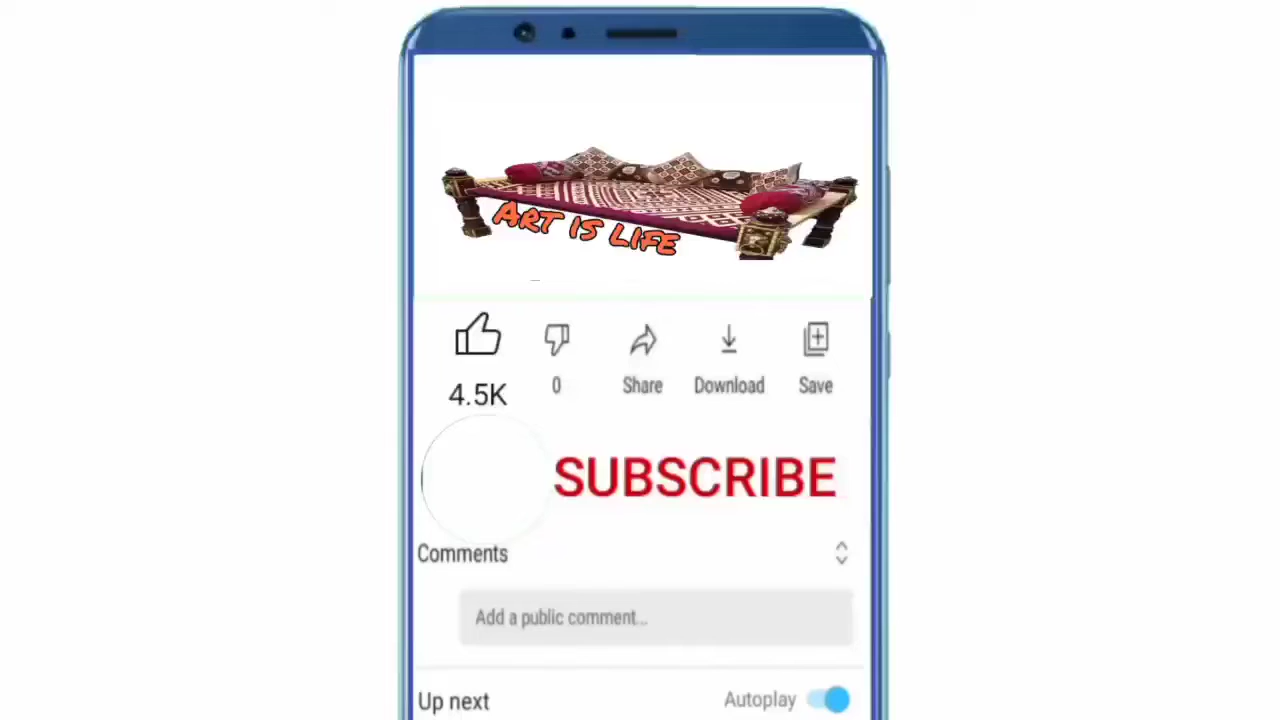 ART IS LIFE
4.5K
0
Share
Download
Save
SUBSCRIBE
Comments
Add a public comment...
Up next
Autoplay